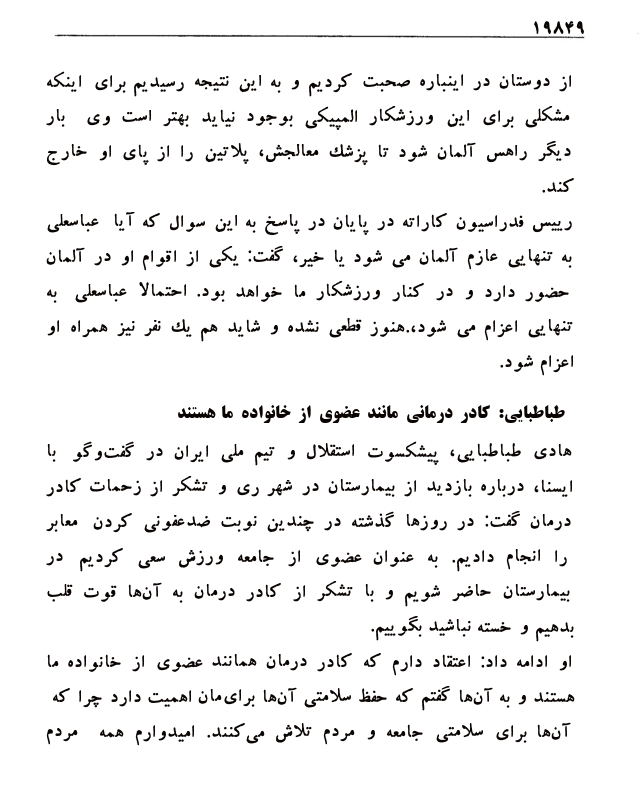 ۱۹۸۴۹
از دوستان در اینباره صحبت کردیم و به این نتیجه رسیدیم برای اینکه
مشکلی برای این ورزشکار المپیکی بوجود نیاید بهتر است وی بار
دیگر راهس آلمان شود تا پزشك معالجش، پلاتین را از پای او خارج
کند.
رییس فدراسیون کاراته در پایان در پاسخ به این سوال که آیا عباسعلی
به تنهایی عازم آلمان می شود یا خیر، گفت: یکی از اقوام او در آلمان
حضور دارد و در کنار ورزشکار ما خواهد بود. احتمالا عباسعلی به
تنهایی اعزام می شود،.هنوز قطعی نشده و شاید هم یك نفر نیز همراه او
اعزام شود.
طباطبایی: کادر درمانی مانند عضوی از خانواده ما هستند
هادی طباطبایی، پیشکسوت استقلال و تیم ملی ایران در گفت‌وگو با
ایسنا، درباره بازدید از بیمارستان در شهر ری و تشکر از زحمات کادر
درمان گفت: در روزها گذشته در چندین نوبت ضدعفونی کردن معابر
را انجام دادیم. به عنوان عضوی از جامعه ورزش سعی کردیم در
بیمارستان حاضر شویم و با تشکر از کادر درمان به آن‌ها قوت قلب
بدهیم و خسته نباشید بگوییم.
او ادامه داد: اعتقاد دارم که کادر درمان همانند عضوی از خانواده ما
هستند و به آن‌ها گفتم که حفظ سلامتی آن‌ها برای‌مان اهمیت دارد چرا که
آن‌ها برای سلامتی جامعه و مردم تلاش می‌کنند. امیدوارم همه مردم